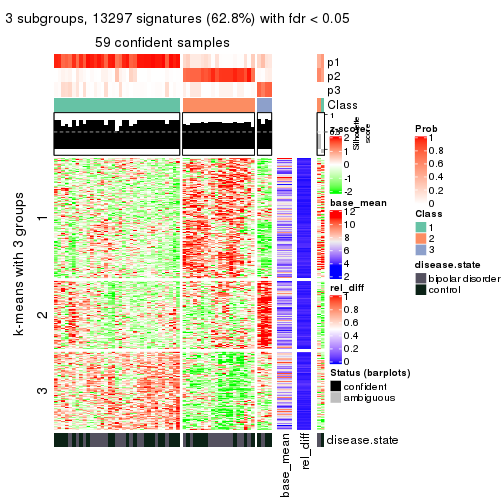 3 subgroups, 13297 signatures (62.8%) with fdr < 0.05
59 confident samples
p1
p2
p3
Class
1
0.5
0
Silhouette
score
k-means with 3 groups
1
2
3
base_mean
rel_diff
disease.state
z-score
2
1
0
-1
-2
base_mean
12
10
8
6
4
2
rel_diff
1
0.8
0.6
0.4
0.2
0
Status (barplots)
confident
ambiguous
Prob
1
0.8
0.6
0.4
0.2
0
Class
1
2
3
disease.state
bipolar disorder
control